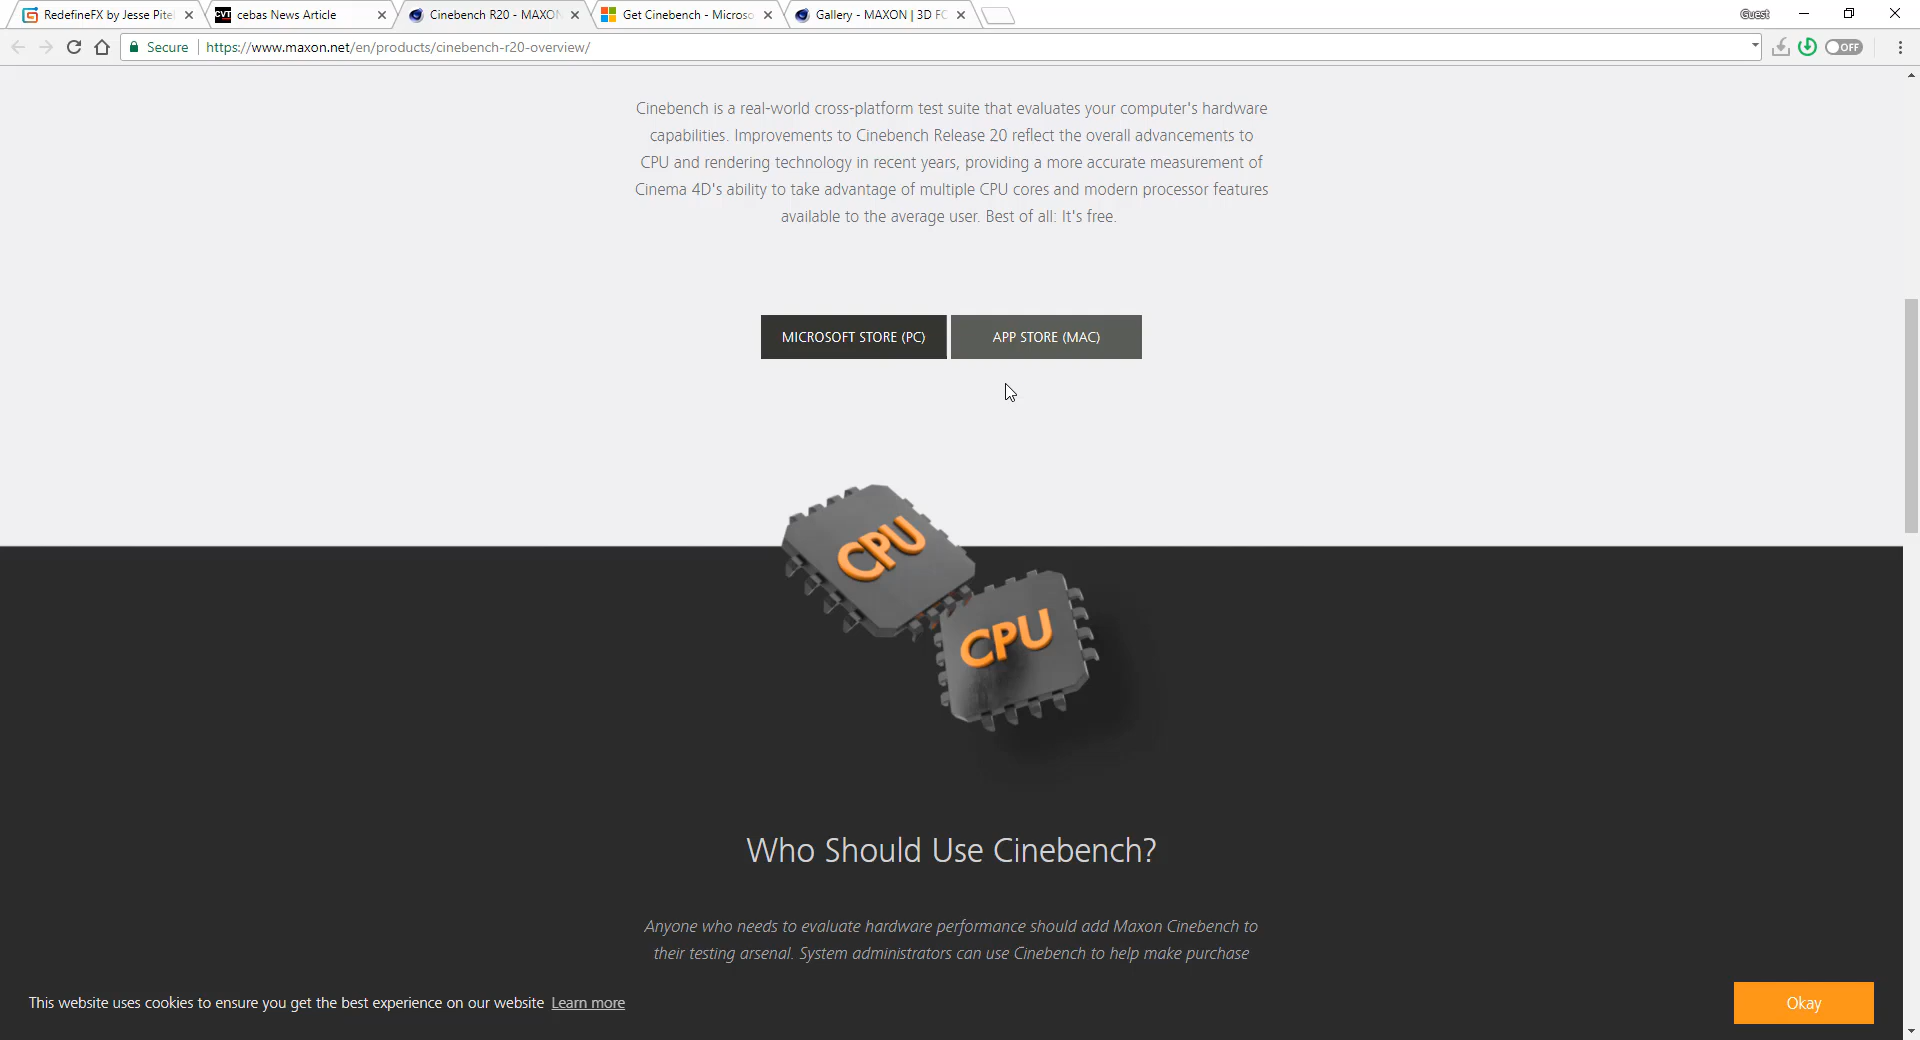 RedefineFX by Jesse Pitel
cebas News Article
Cinebench R20 - MAXON
Get Cinebench - Microso
Gallery - MAXON | 3D FO
Guest
Secure
https://www.maxon.net/en/products/cinebench-r20-overview/
OFF
Cinebench is a real-world cross-platform test suite that evaluates your computer's hardware
capabilities. Improvements to Cinebench Release 20 reflect the overall advancements to
CPU and rendering technology in recent years, providing a more accurate measurement of
Cinema 4D's ability to take advantage of multiple CPU cores and modern processor features
available to the average user. Best of all: It's free.
MICROSOFT STORE (PC)
APP STORE (MAC)
CPU
CPU
Who Should Use Cinebench?
Anyone who needs to evaluate hardware performance should add Maxon Cinebench to
their testing arsenal. System administrators can use Cinebench to help make purchase
This website uses cookies to ensure you get the best experience on our website Learn more
Okay